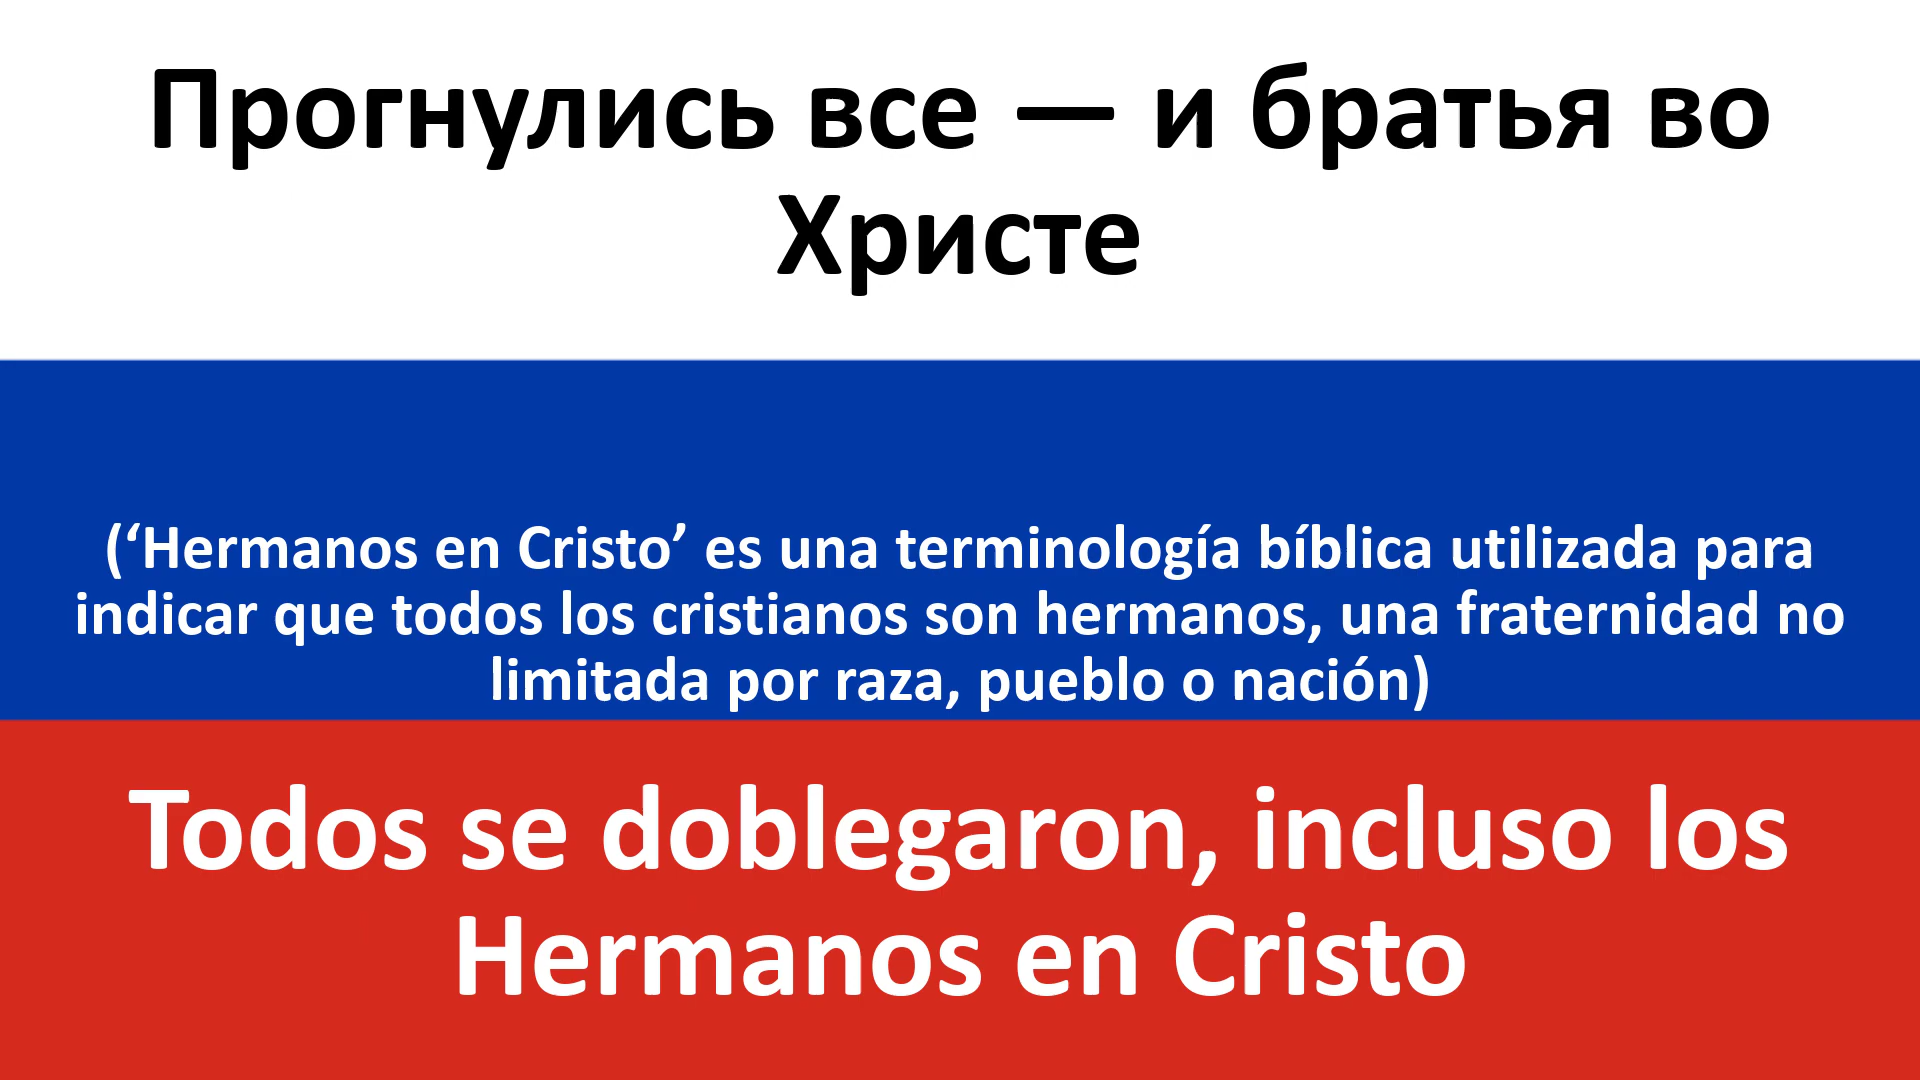 Прогнулись все — и братья во
Христе
(‘Hermanos en Cristo’ es una terminología bíblica utilizada para
indicar que todos los cristianos son hermanos, una fraternidad no
limitada por raza, pueblo o nación)
Todos se doblegaron, incluso los
Hermanos en Cristo